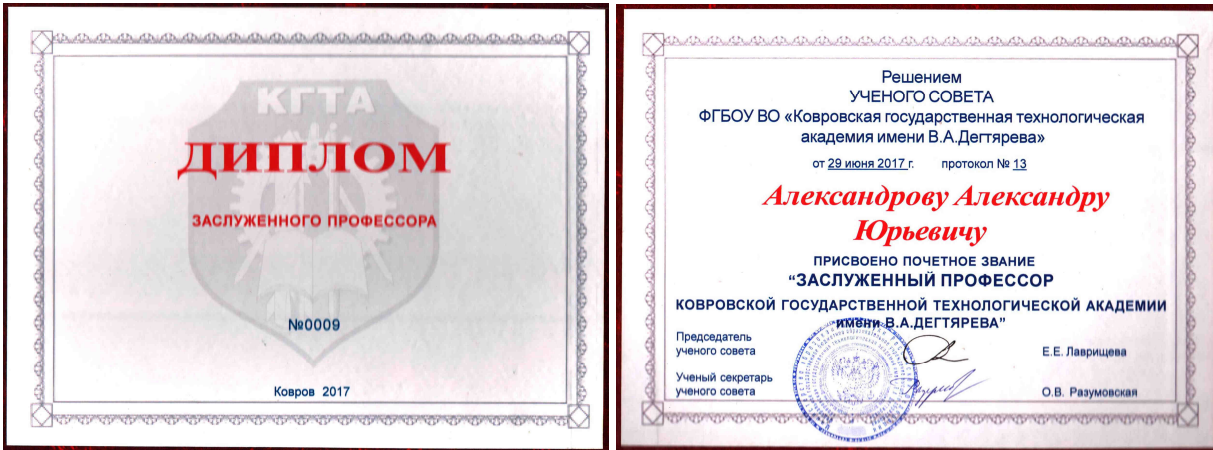 КГТА
ДИПЛОМ
ЗАСЛУЖЕННОГО ПРОФЕССОРА
№0009
Ковров 2017
Решением
УЧЕНОГО СОВЕТА
ФГБОУ ВО «Ковровская государственная технологическая
академия имени В.А.Дегтярева»
от 29 июня 2017 г. протокол № 13
Александрову Александру
Юрьевичу
ПРИСВОЕНО ПОЧЕТНОЕ ЗВАНИЕ
“ЗАСЛУЖЕННЫЙ ПРОФЕССОР
КОВРОВСКОЙ ГОСУДАРСТВЕННОЙ ТЕХНОЛОГИЧЕСКОЙ АКАДЕМИИ
имени В.А.ДЕГТЯРЕВА”
Председатель
ученого совета
Е.Е. Лаврищева
Ученый секретарь
ученого совета
О.В. Разумовская